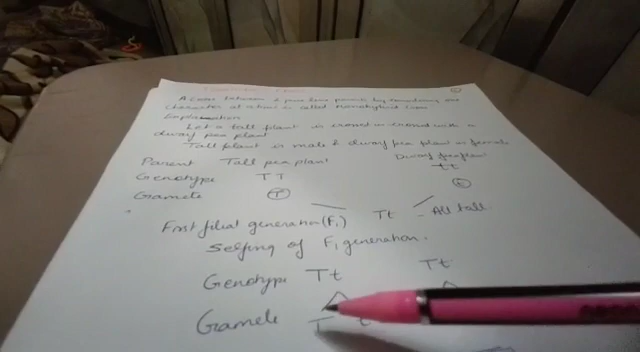 A Cross between 2 pure line parents by considering one
character at a time is called Monohybrid Cross
Explanation
Let a tall plant is crossed with a
dwarf pea plant
Tall plant is male & dwarf pea plant is female
Parent Tall pea plant Dwarf pea plant
Genotype TT tt
Gamete T t
First filial generation (F1) Tt - All tall
Selfing of F1 generation.
Genotype Tt Tt
Gamete T t